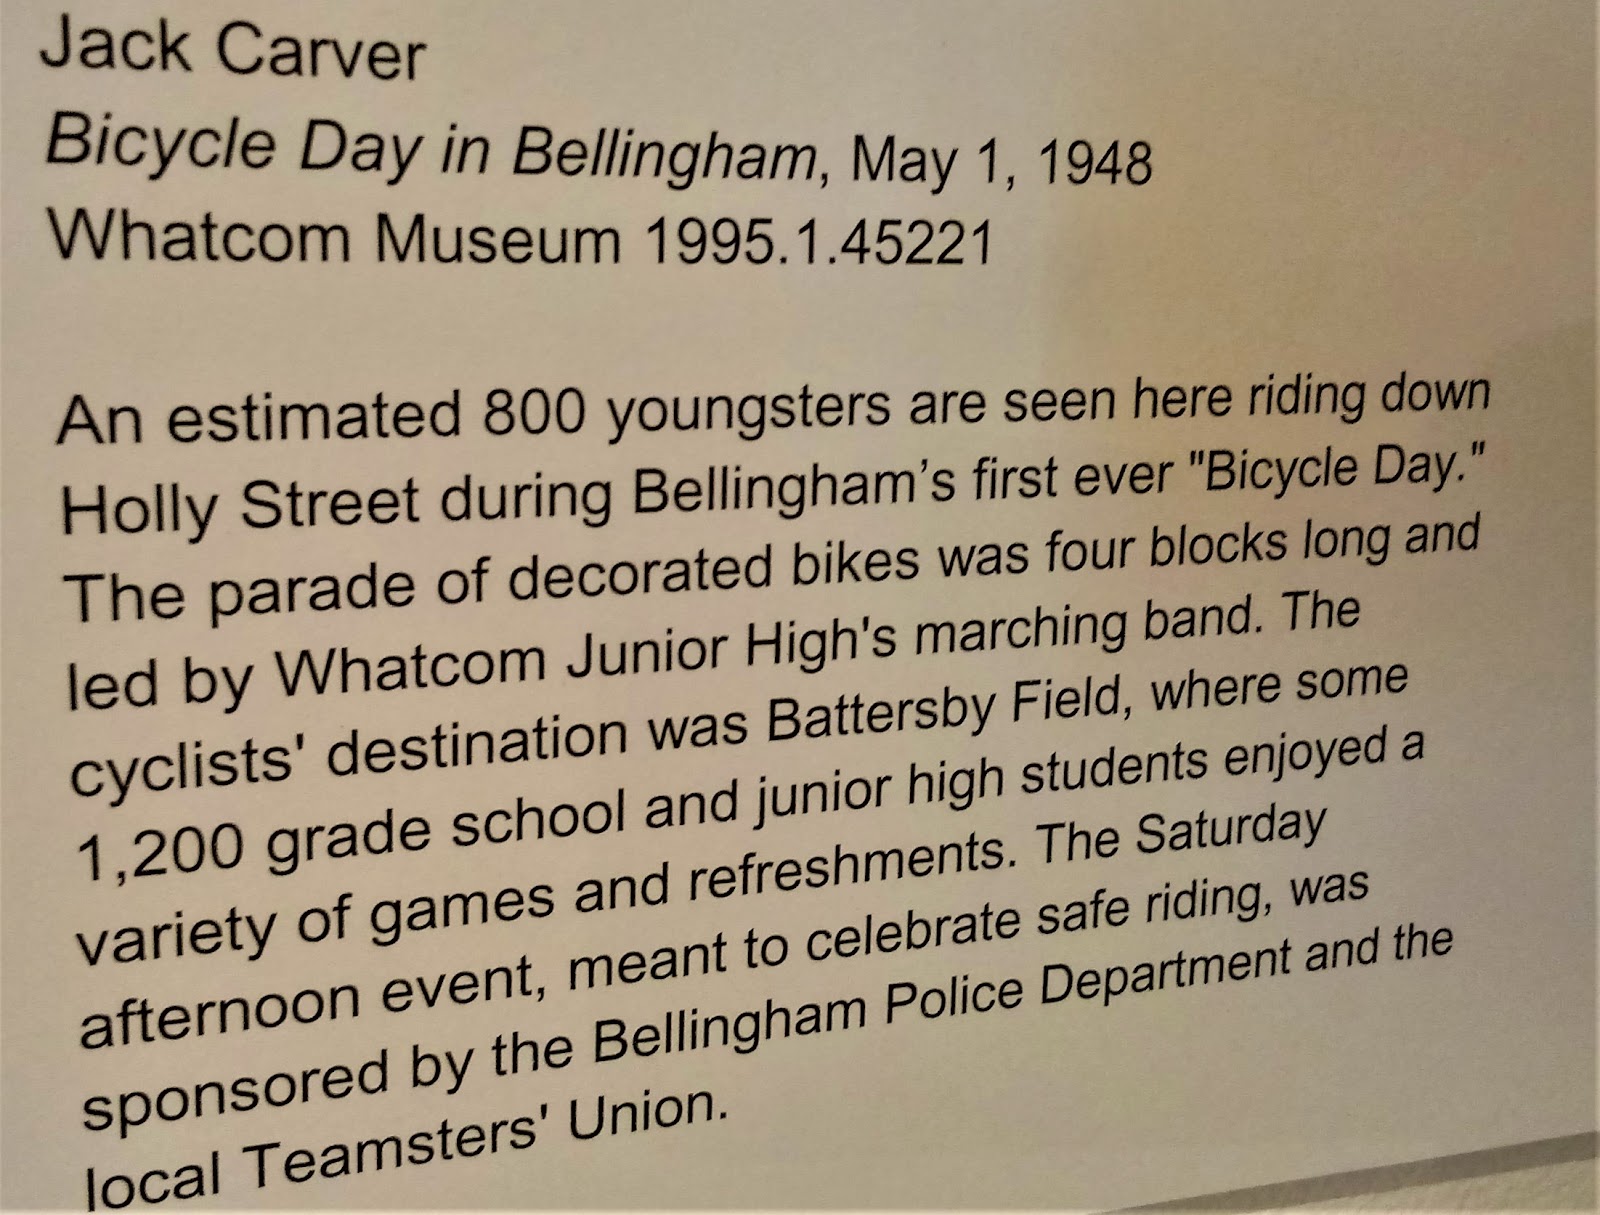 Jack Carver
Bicycle Day in Bellingham, May 1, 1948
Whatcom Museum 1995.1.45221
An estimated 800 youngsters are seen here riding down
Holly Street during Bellingham’s first ever "Bicycle Day."
The parade of decorated bikes was four blocks long and
led by Whatcom Junior High's marching band. The
cyclists' destination was Battersby Field, where some
1,200 grade school and junior high students enjoyed a
variety of games and refreshments. The Saturday
afternoon event, meant to celebrate safe riding, was
sponsored by the Bellingham Police Department and the
local Teamsters' Union.